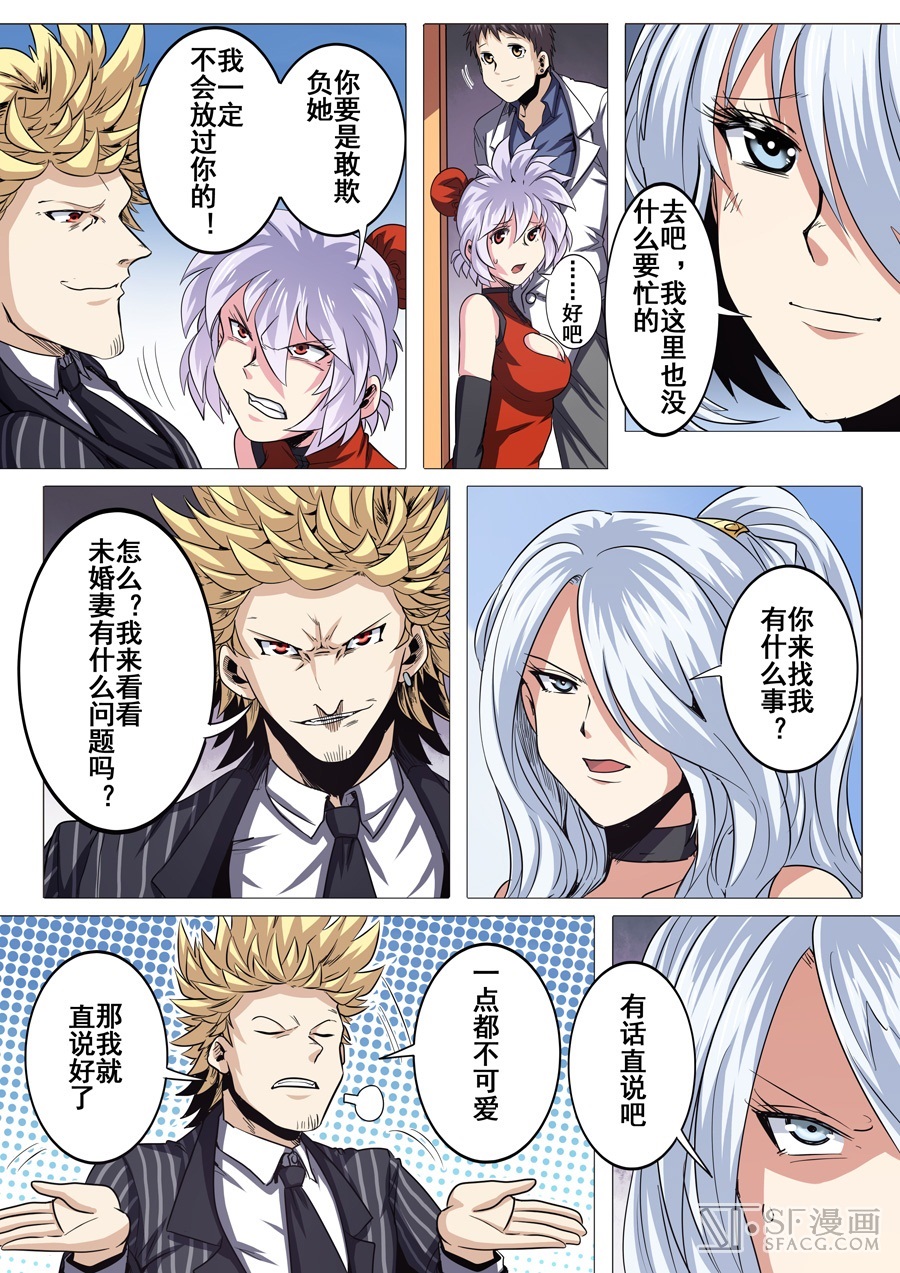 去吧，我这里也没
什么要忙的
……好吧
你要是敢欺
负她
我一定
不会放过你的！
你来找我
有什么事？
怎么？我来看看
未婚妻有什么问题吗？
有话直说吧
一点都不可爱
那我就
直说好了
SF漫画
SFACG.COM